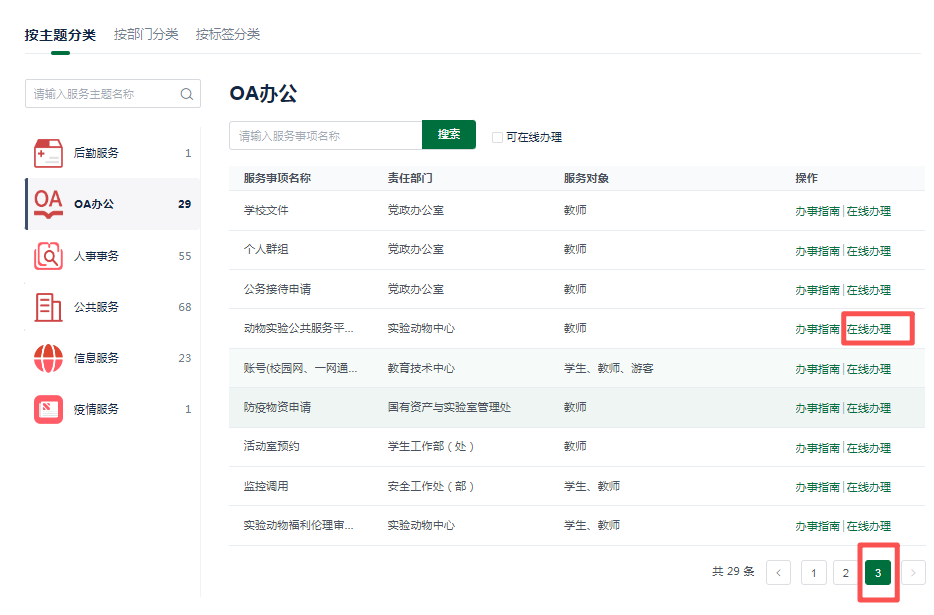 按主题分类 按部门分类 按标签分类
请输入服务主题名称
后勤服务 1
OA OA办公 29
人事事务 55
公共服务 68
信息服务 23
疫情服务 1
OA办公
请输入服务事项名称 搜索 可在线办理
服务事项名称 责任部门 服务对象 操作
学校文件 党政办公室 教师 办事指南|在线办理
个人群组 党政办公室 教师 办事指南|在线办理
公务接待申请 党政办公室 教师 办事指南|在线办理
动物实验公共服务平... 实验动物中心 教师 办事指南|在线办理
账号(校园网、一网通... 教育技术中心 学生、教师、游客 办事指南|在线办理
防疫物资申请 国有资产与实验室管理处 教师 办事指南|在线办理
活动室预约 学生工作部（处） 教师 办事指南|在线办理
监控调用 安全工作处（部） 学生、教师 办事指南|在线办理
实验动物福利伦理审... 实验动物中心 学生、教师 办事指南|在线办理
共 29 条 < 1 2 3 >